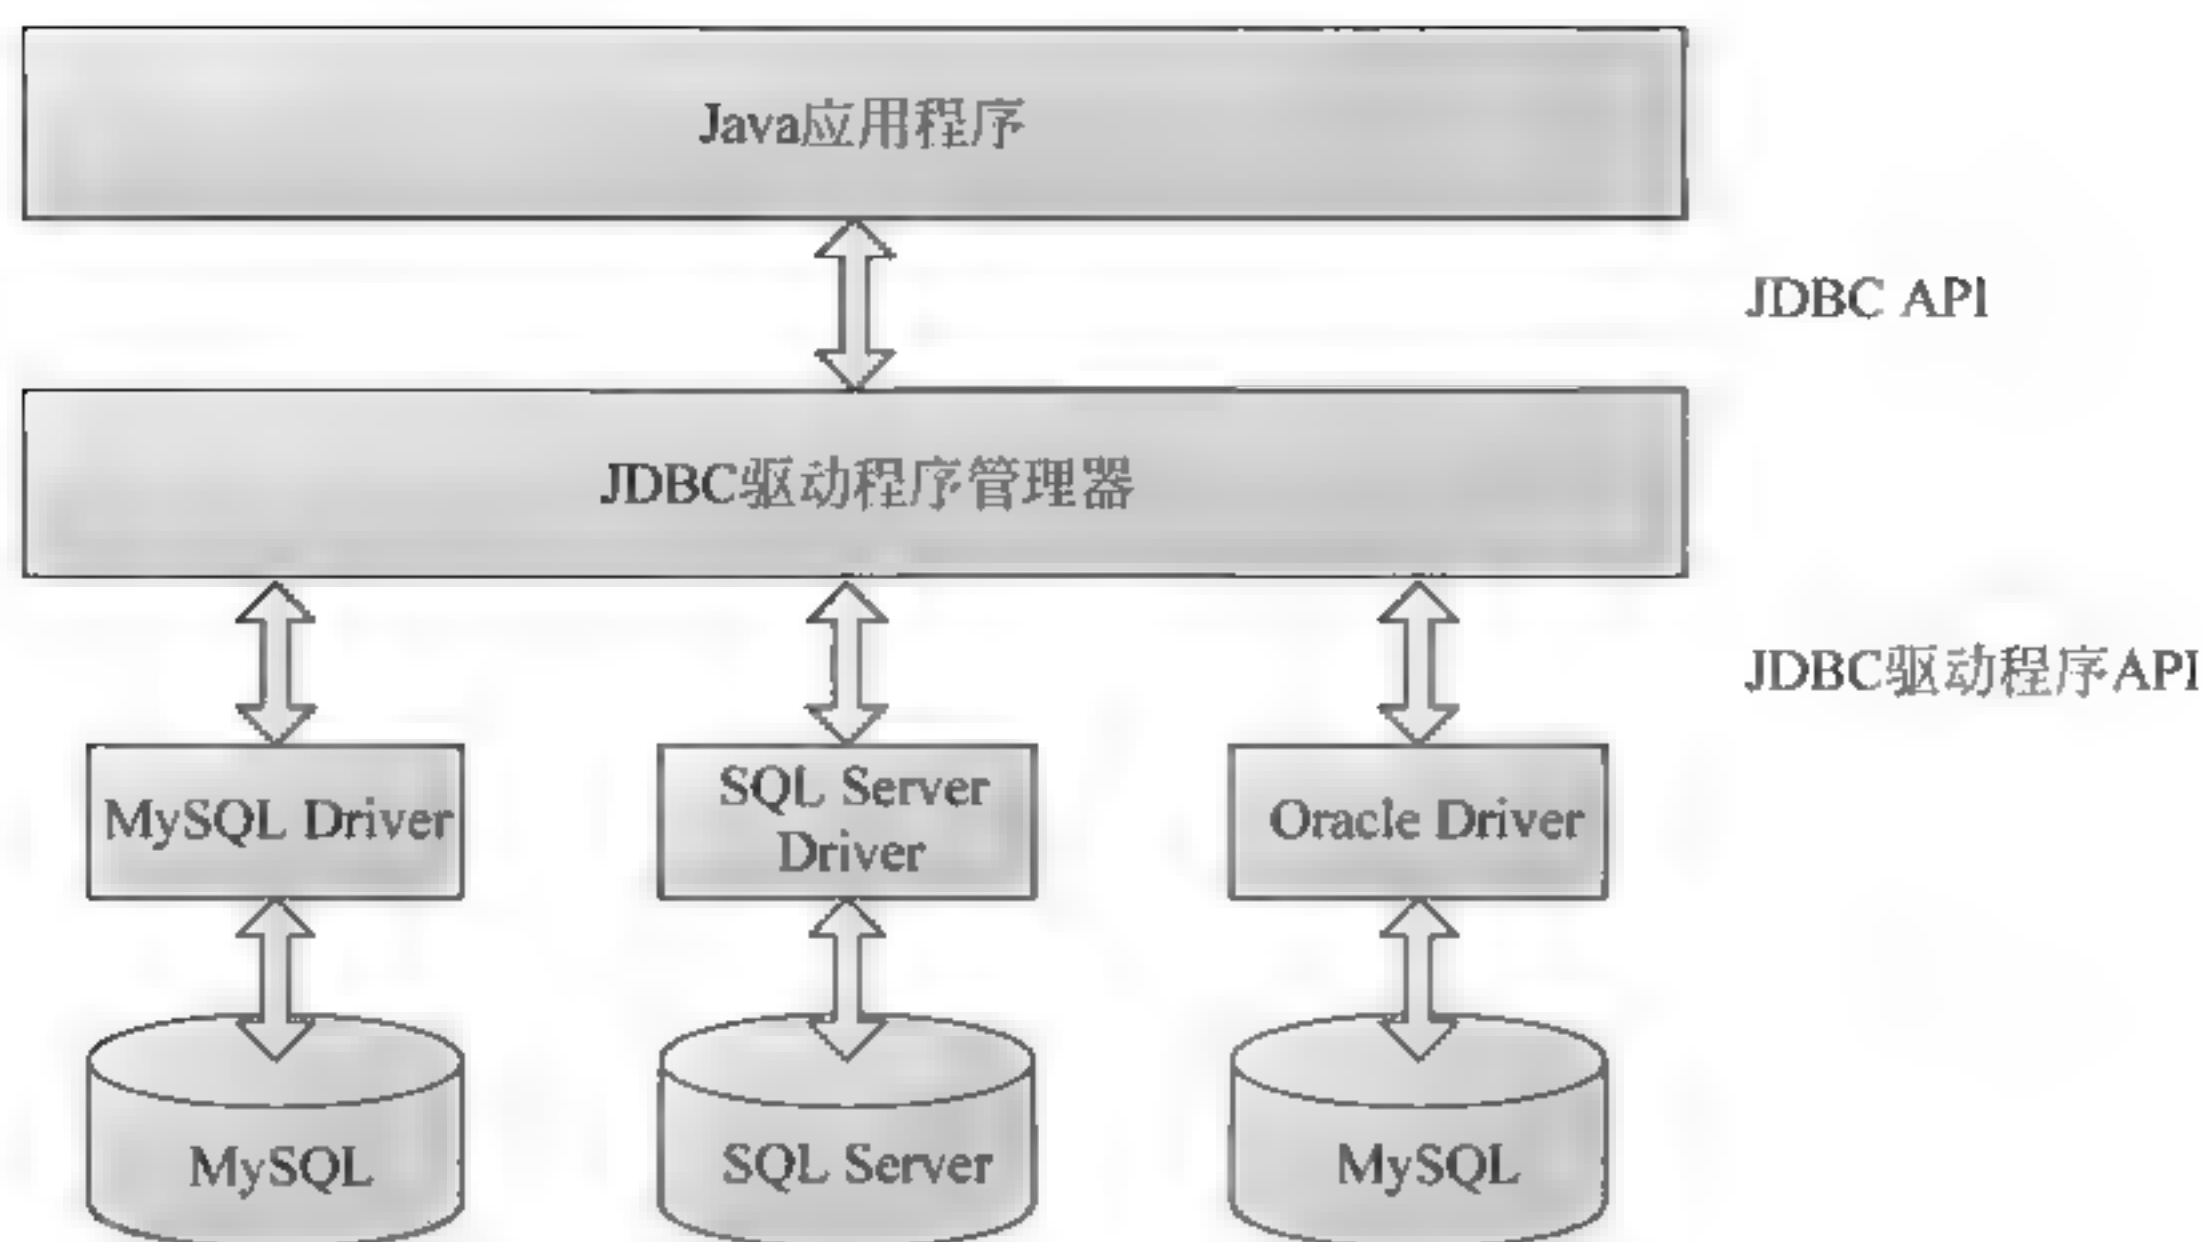 Java应用程序
JDBC API
JDBC驱动程序管理器
JDBC驱动程序API
MySQL Driver
SQL Server
Driver
Oracle Driver
MySQL
SQL Server
MySQL